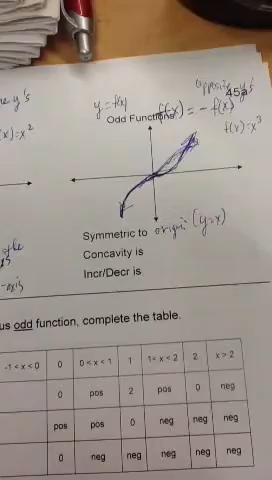 y's
opposite y's
45a
y = f(x)
f(-x) = -f(x)
Odd Functions
(x)=x²
f(x)=x³
Symmetric to origin (y=x)
Concavity is
Incr/Decr is
the
-axis
us odd function, complete the table.
-1 < x < 0 0 0 < x < 1 1 1 < x < 2 2 x > 2
0 pos 2 pos 0 neg
pos pos 0 neg neg neg
0 neg neg neg neg neg